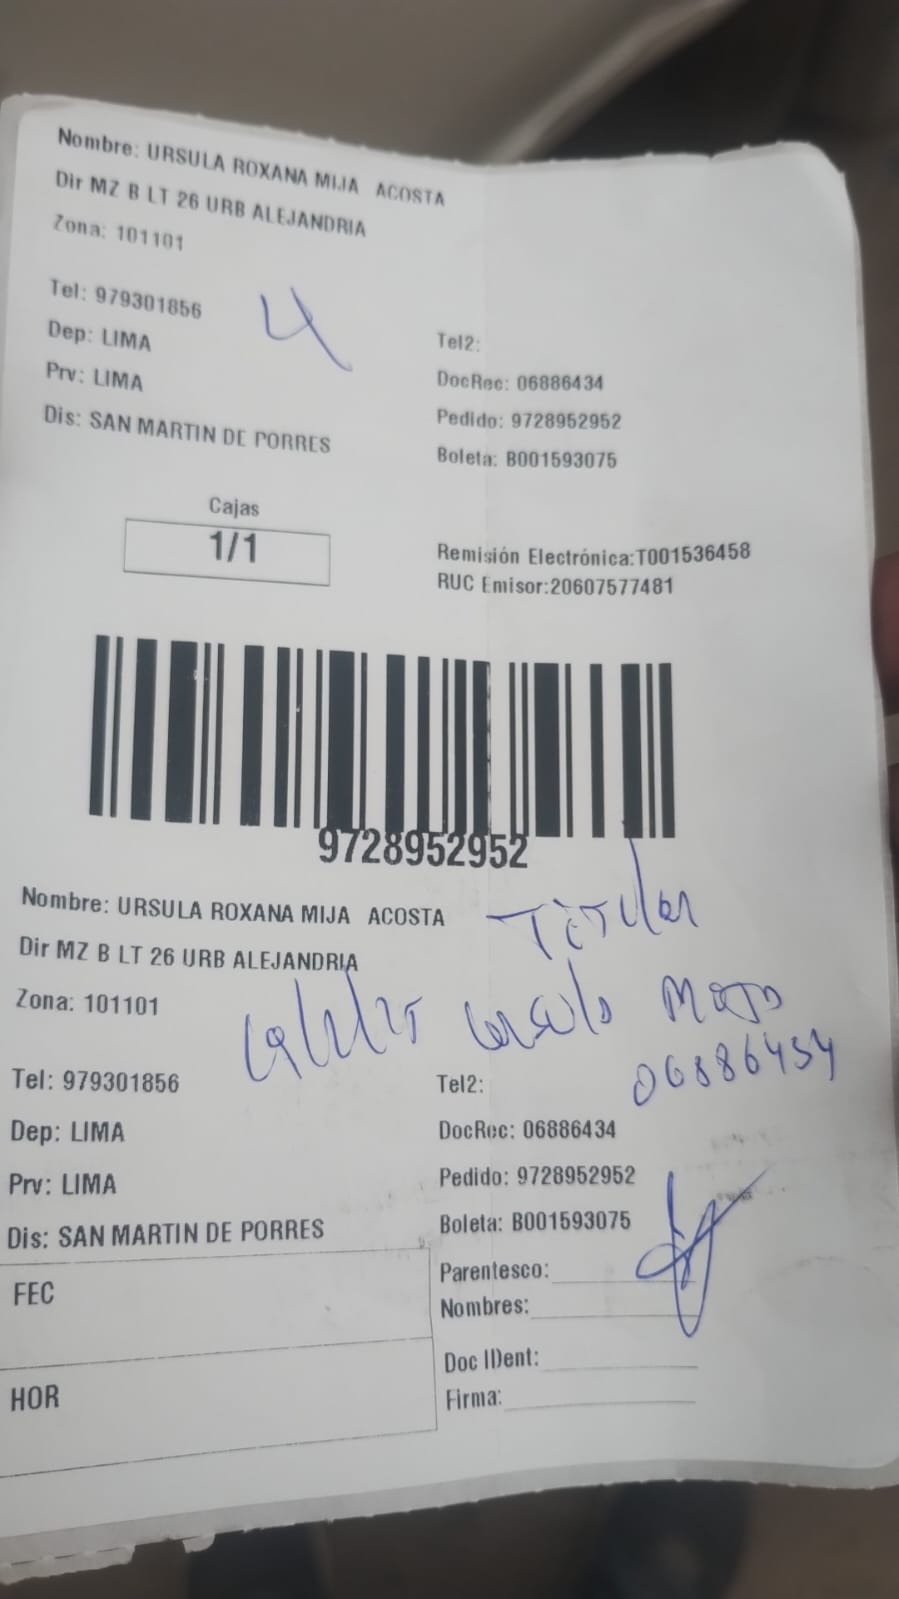 Nombre: URSULA ROXANA MIJA ACOSTA
Dir MZ B LT 26 URB ALEJANDRIA
Zona: 101101
Tel: 979301856
Dep: LIMA
Prv: LIMA
Dis: SAN MARTIN DE PORRES
Tel2:
DocRec: 06886434
Pedido: 9728952952
Boleta: B001593075
Cajas
1/1
Remisión Electrónica:T001536458
RUC Emisor:20607577481
9728952952
Nombre: URSULA ROXANA MIJA ACOSTA
Titular
Dir MZ B LT 26 URB ALEJANDRIA
Zona: 101101
Tel: 979301856
Dep: LIMA
Prv: LIMA
Dis: SAN MARTIN DE PORRES
Tel2:
DocRec: 06886434
Pedido: 9728952952
Boleta: B001593075
Parentesco:
Nombres:
Doc IDent:
Firma:
FEC
HOR